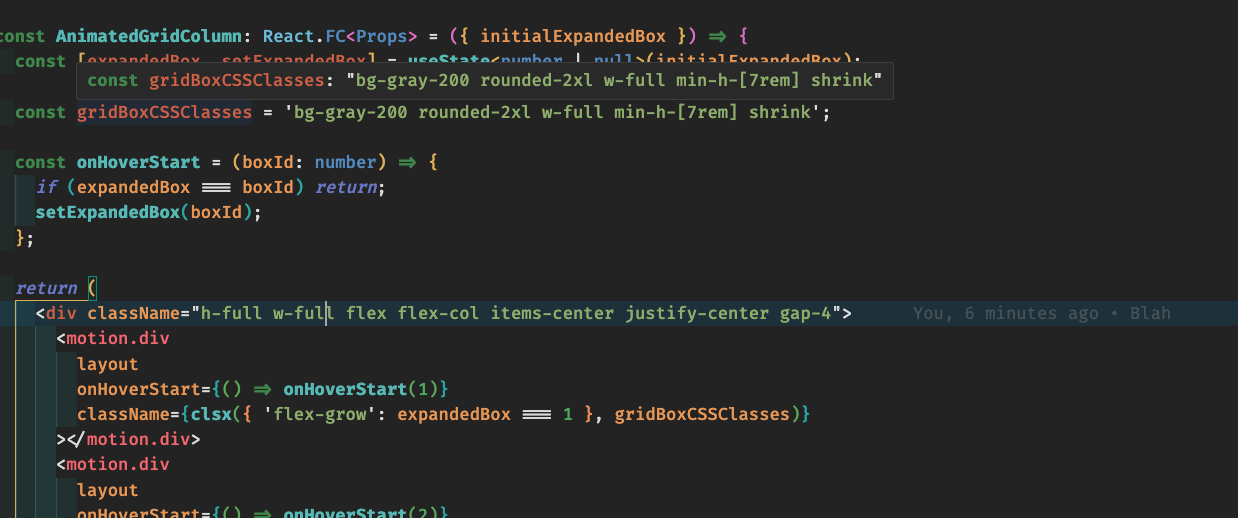 const AnimatedGridColumn: React.FC<Props> = ({ initialExpandedBox }) => {
const [expandedBox, setExpandedBox] = useState<number | null>(initialExpandedBox);
const gridBoxCSSClasses: "bg-gray-200 rounded-2xl w-full min-h-[7rem] shrink"
const gridBoxCSSClasses = 'bg-gray-200 rounded-2xl w-full min-h-[7rem] shrink';
const onHoverStart = (boxId: number) => {
if (expandedBox === boxId) return;
setExpandedBox(boxId);
};
return (
<div className="h-full w-full flex flex-col items-center justify-center gap-4"> You, 6 minutes ago • Blah
<motion.div
layout
onHoverStart={() => onHoverStart(1)}
className={clsx({ 'flex-grow': expandedBox === 1 }, gridBoxCSSClasses)}
></motion.div>
<motion.div
layout
onHoverStart={() => onHoverStart(2)}